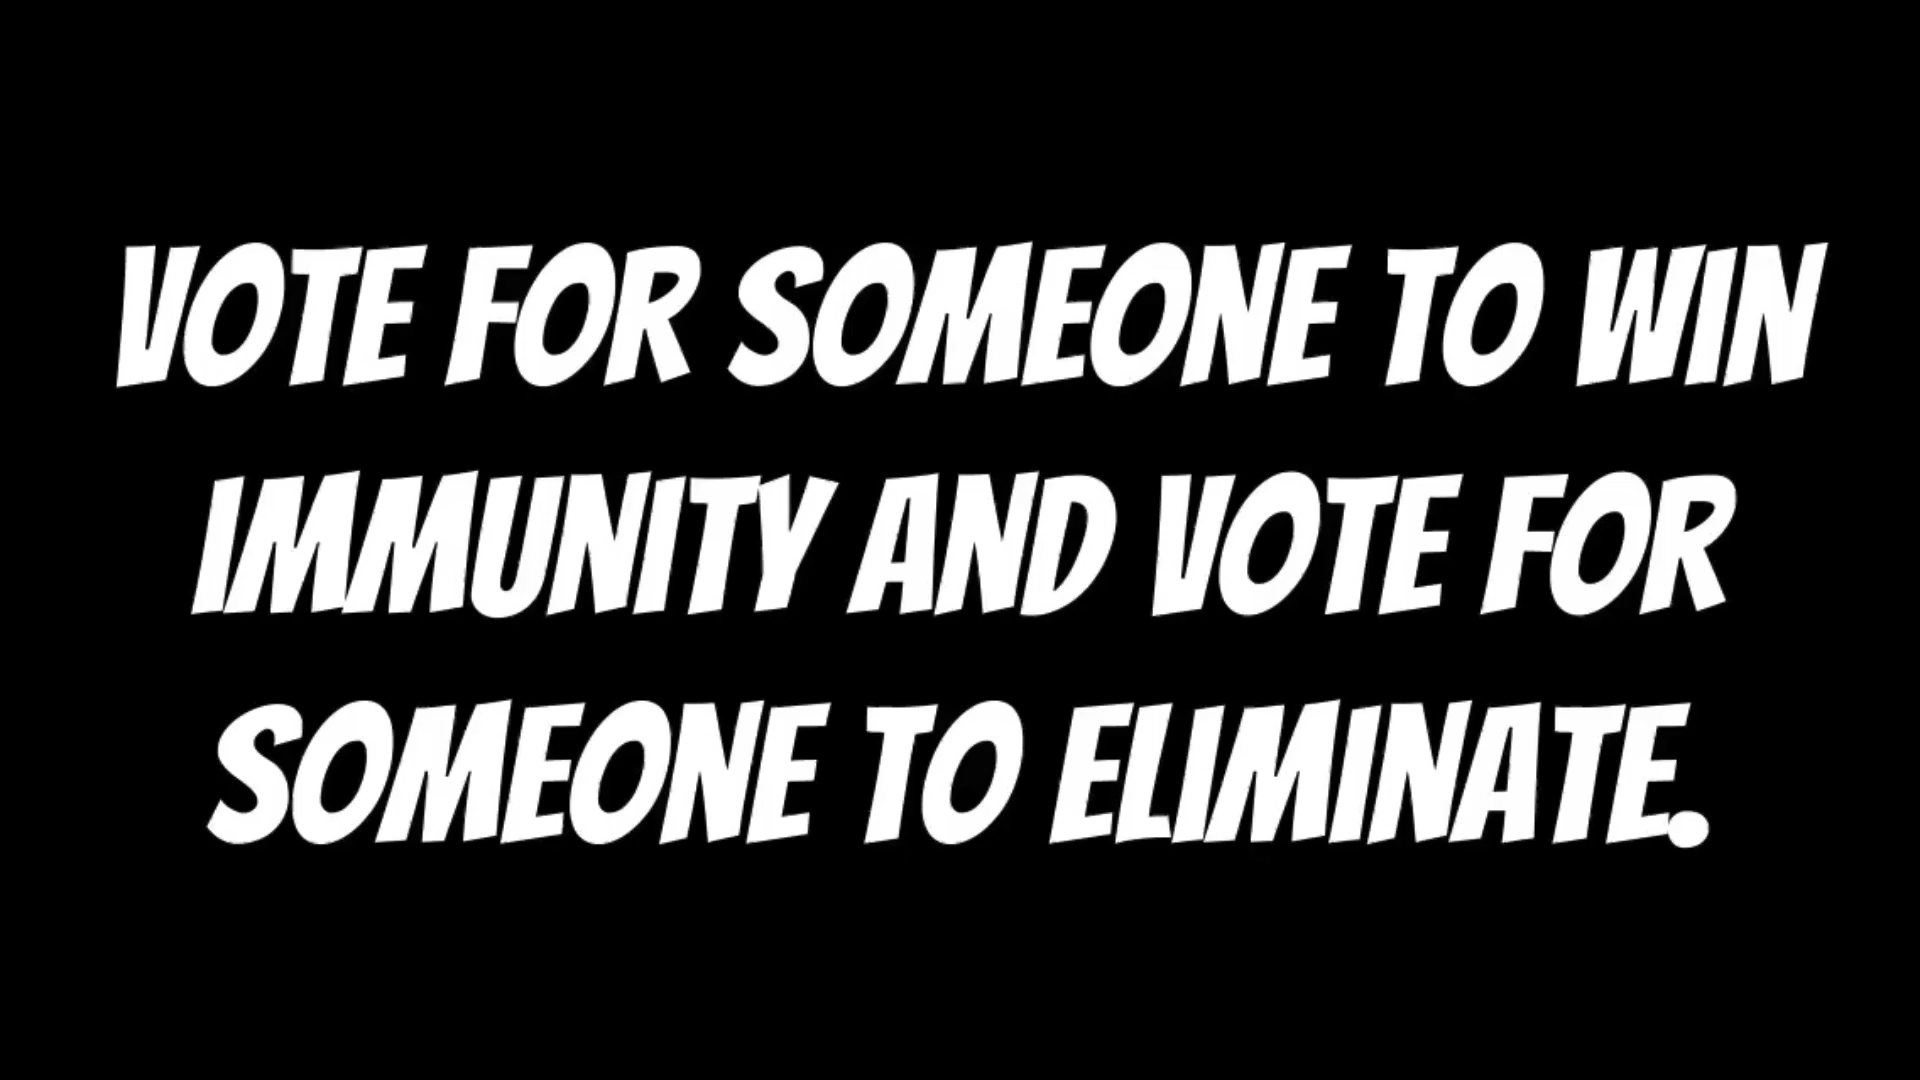 VOTE FOR SOMEONE TO WIN
IMMUNITY AND VOTE FOR
SOMEONE TO ELIMINATE.